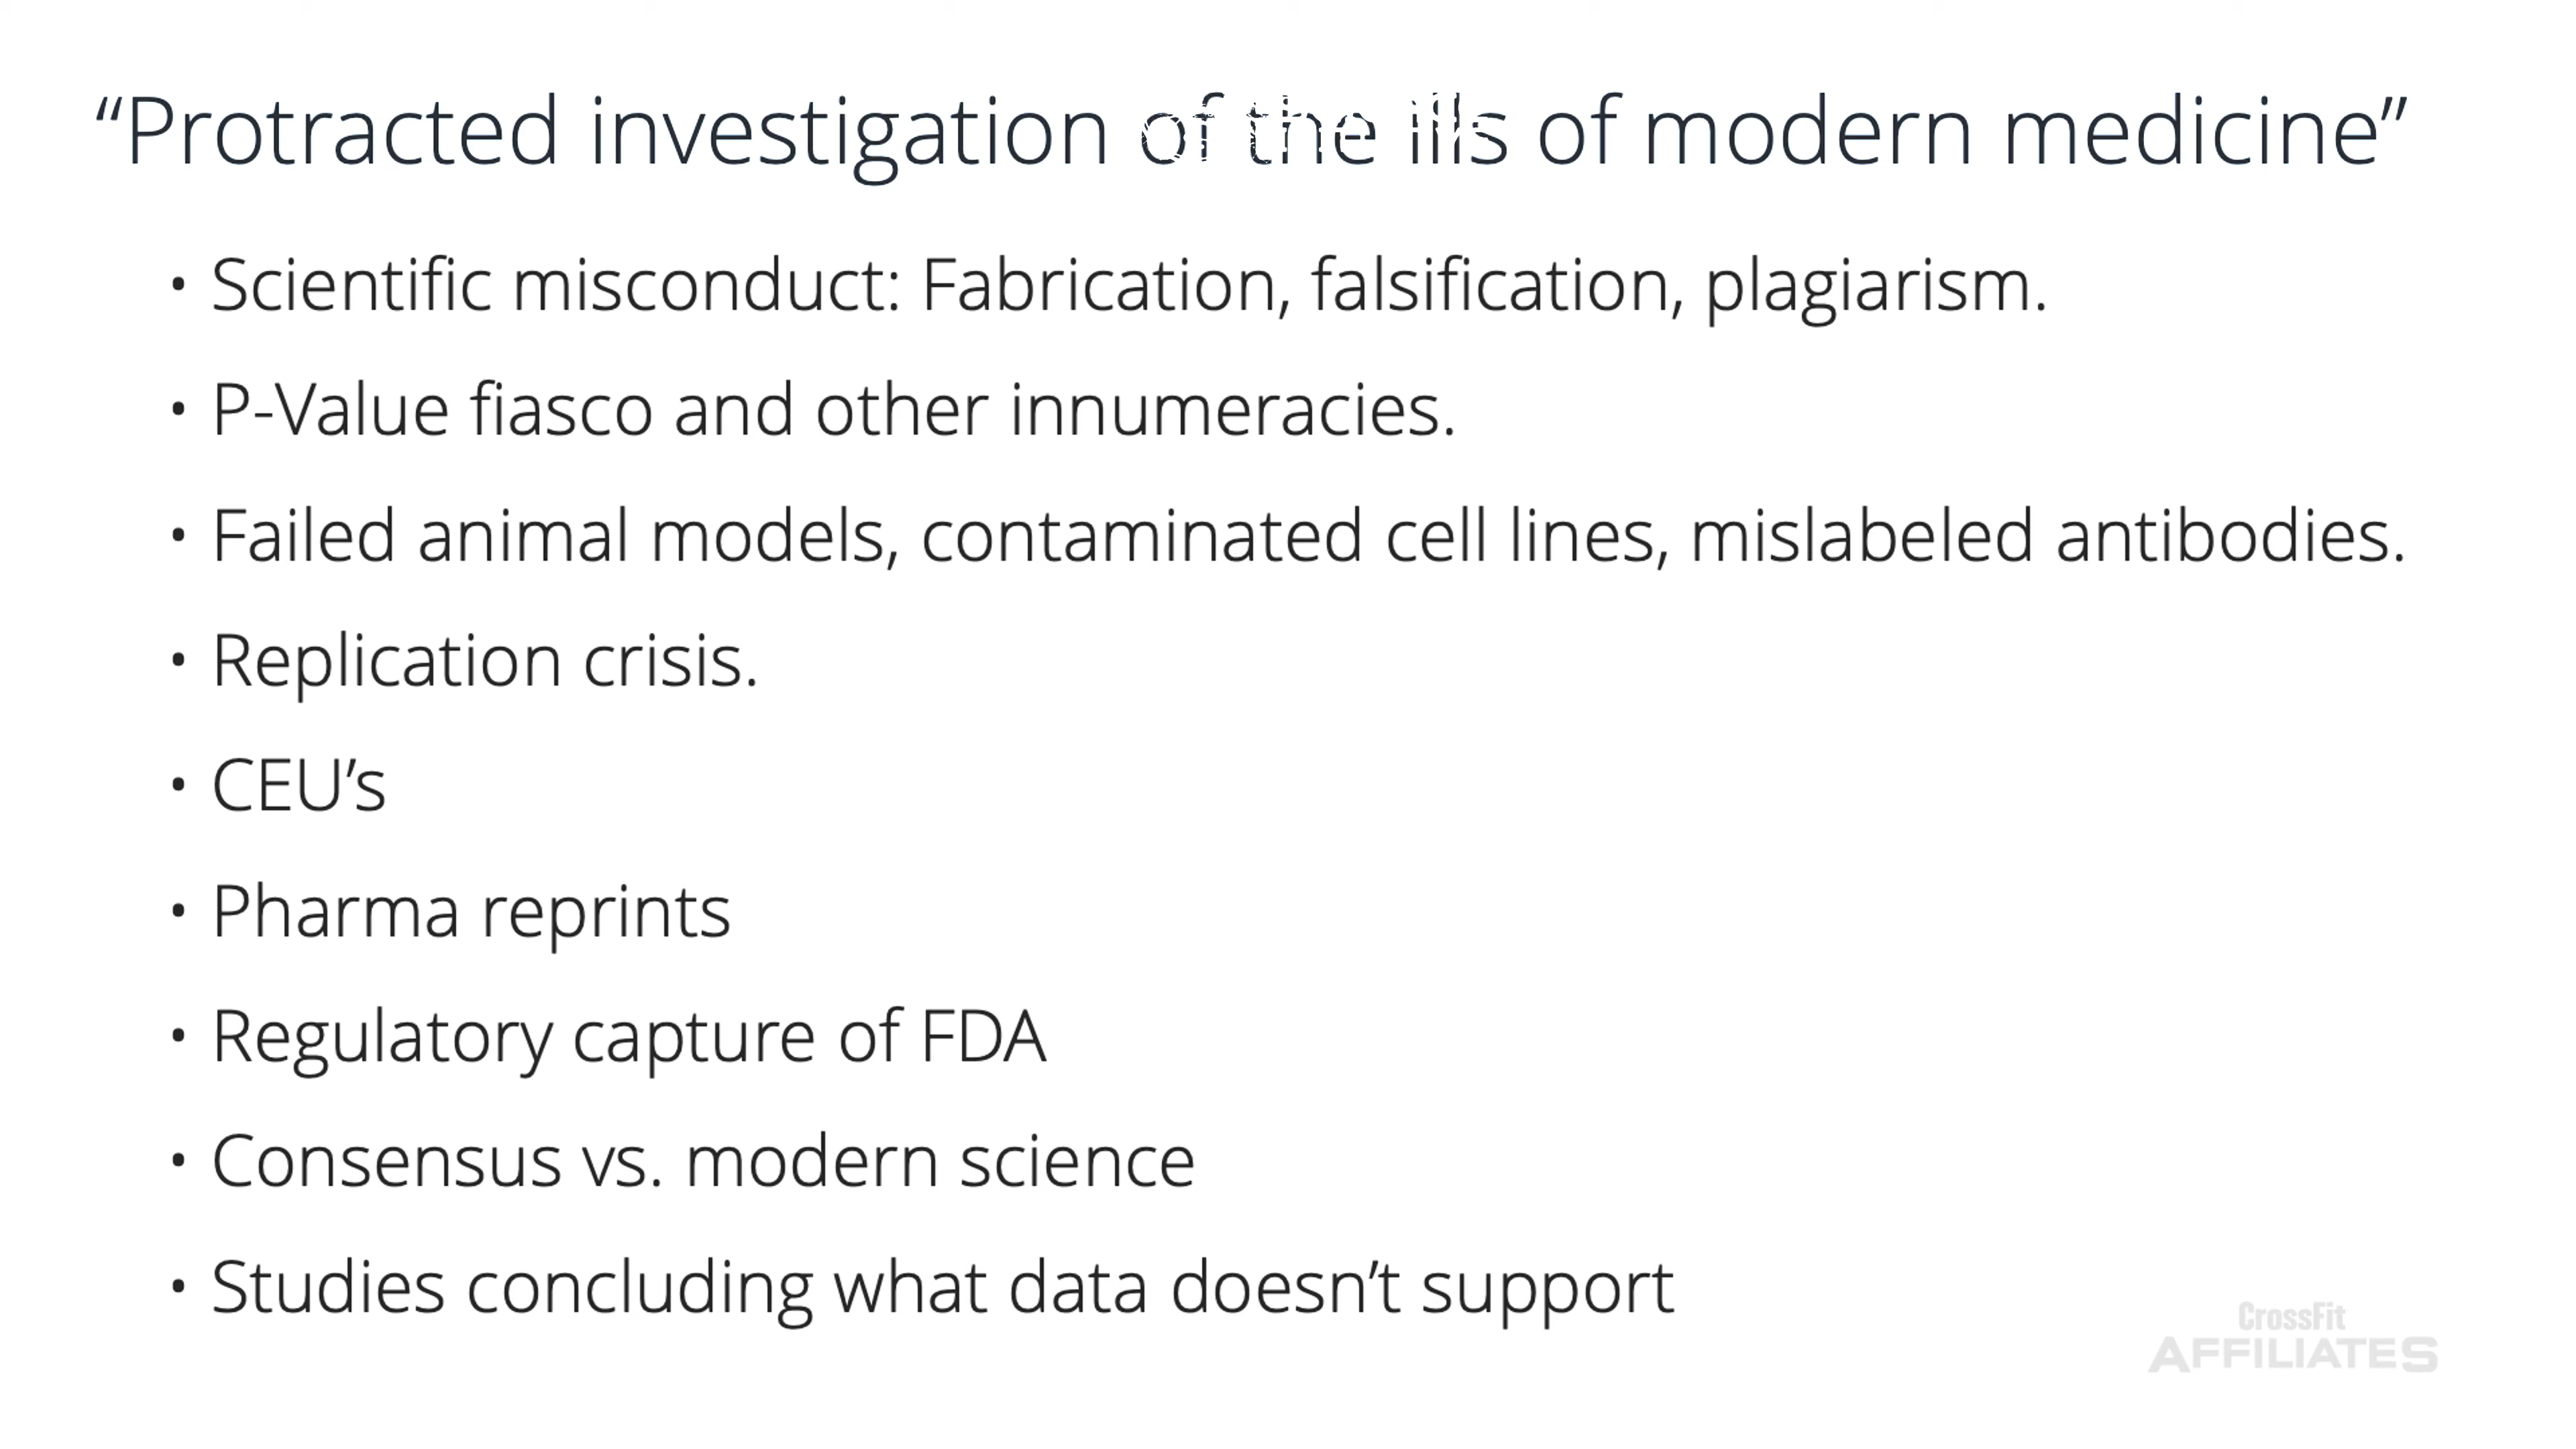 “Protracted investigation of the ills of modern medicine”
• Scientific misconduct: Fabrication, falsification, plagiarism.
• P-Value fiasco and other innumeracies.
• Failed animal models, contaminated cell lines, mislabeled antibodies.
• Replication crisis.
• CEU’s
• Pharma reprints
• Regulatory capture of FDA
• Consensus vs. modern science
• Studies concluding what data doesn’t support
CrossFit
AFFILIATES